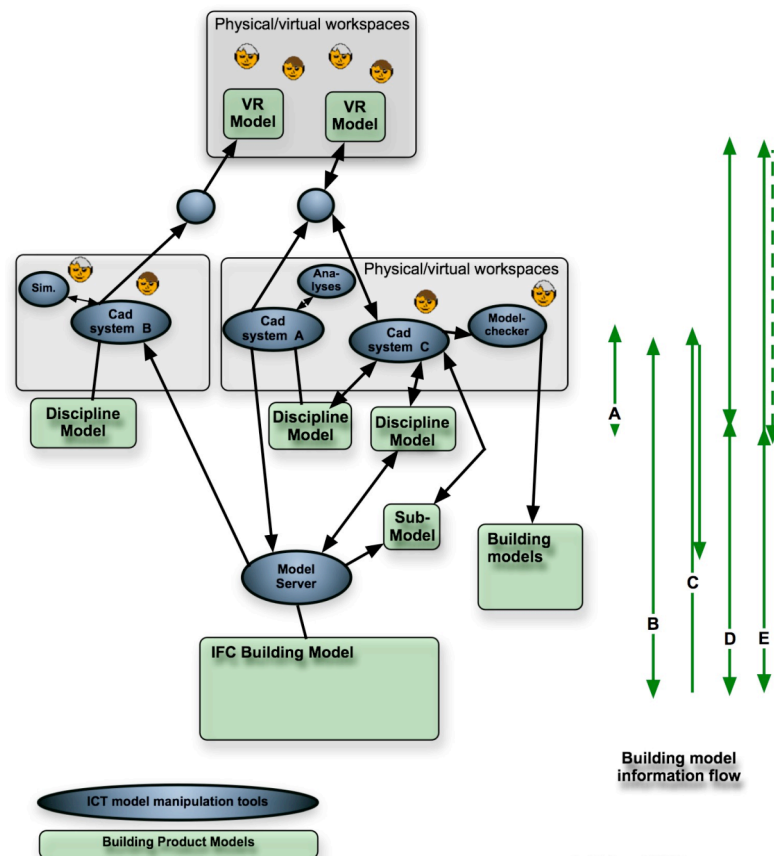 Physical/virtual workspaces
VR
Model
VR
Model
Physical/virtual workspaces
Sim.
Cad
system B
Ana-
lyses
Cad
system A
Cad
system C
Model-
checker
Discipline
Model
Discipline
Model
Discipline
Model
Sub-
Model
Building
models
Model
Server
IFC Building Model
A
B
C
D
E
Building model
information flow
ICT model manipulation tools
Building Product Models